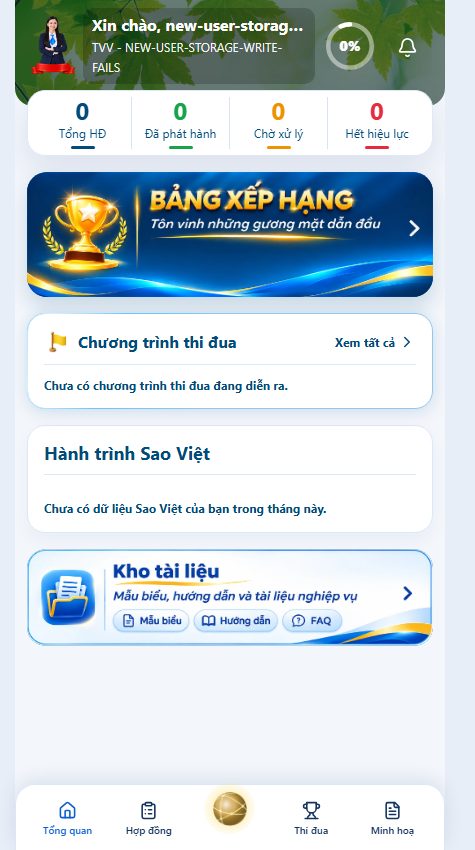 Xin chào, new-user-storag...
TVV - NEW-USER-STORAGE-WRITE-
FAILS
0%
0
Tổng HĐ
0
Đã phát hành
0
Chờ xử lý
0
Hết hiệu lực
BẢNG XẾP HẠNG
Tôn vinh những gương mặt dẫn đầu
Chương trình thi đua
Xem tất cả
Chưa có chương trình thi đua đang diễn ra.
Hành trình Sao Việt
Chưa có dữ liệu Sao Việt của bạn trong tháng này.
Kho tài liệu
Mẫu biểu, hướng dẫn và tài liệu nghiệp vụ
Mẫu biểu
Hướng dẫn
FAQ
Tổng quan
Hợp đồng
Thi đua
Minh hoạ